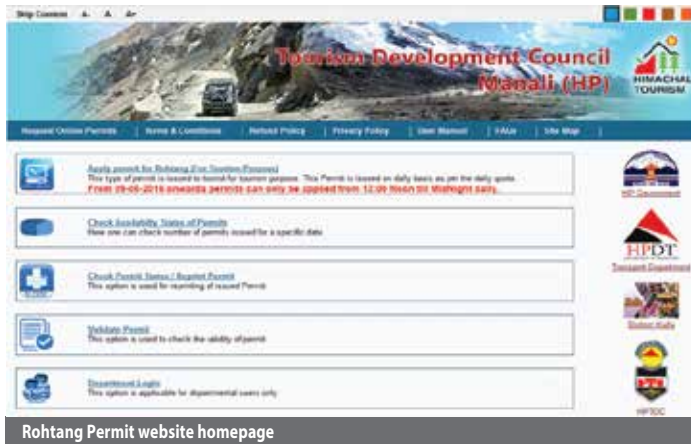 Skip Content A- A A+
Tourism Development Council
Manali (HP)
HIMACHAL
TOURISM
Request Online Permits | Terms & Conditions | Refund Policy | Privacy Policy | User Manual | FAQs | Site Map |
Apply permit for Rohtang (For Tourism Purpose)
This type of permit is issued to tourist for tourism purpose. This Permit is issued on daily basis as per the daily quota.
From 09-06-2016 onwards permits can only be applied from 12:00 Noon till Midnight daily.
Check Availability Status of Permits
Here one can check number of permits issued for a specific date
Check Permit Status / Reprint Permit
This option is used for reprinting of issued Permit
Validate Permit
This option is used to check the validity of permit
Department Login
This option is applicable for departmental users only
HP Government
HPDT
Transport Department
District Kullu
HPTDC
Rohtang Permit website homepage